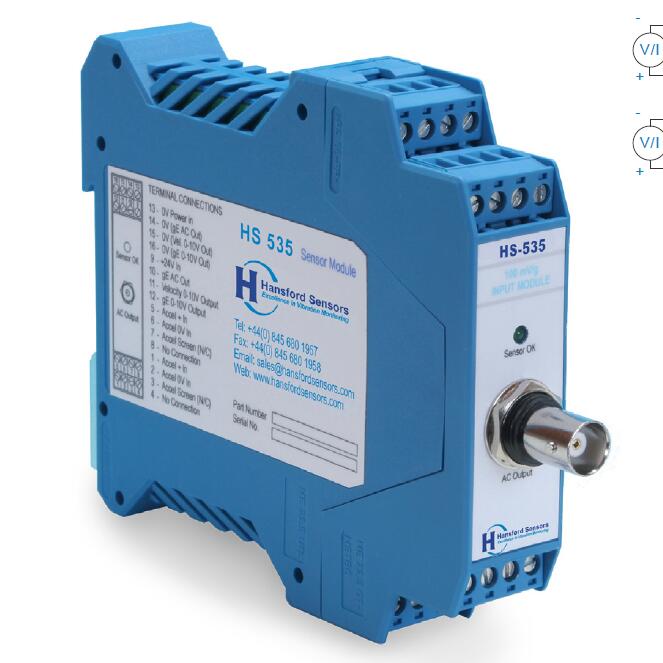 TERMINAL CONNECTIONS
13 - 0V Power in
14 - 0V (gE AC Out)
15 - 0V (Vel. 0-10V Out)
16 - 0V (gE 0-10V Out)
9 - +24V In
10 - gE AC Out
11 - Velocity 0-10V Output
12 - gE 0-10V Output
5 - Accel + In
6 - Accel 0V In
7 - Accel Screen (N/C)
8 - No Connection
1 - Accel + In
2 - Accel 0V In
3 - Accel Screen (N/C)
4 - No Connection
Sensor OK
AC Output
HS 535 Sensor Module
H Hansford Sensors
Excellence in Vibration Monitoring
Tel: +44(0) 845 680 1957
Fax: +44(0) 845 680 1958
Email: sales@hansfordsensors.com
Web: www.hansfordsensors.com
Part Number
Serial No.
HS-535
100 mV/g
INPUT MODULE
Sensor OK
AC Output
H Hansford Sensors
Excellence in Vibration Monitoring
-
V/I
+
-
V/I
+